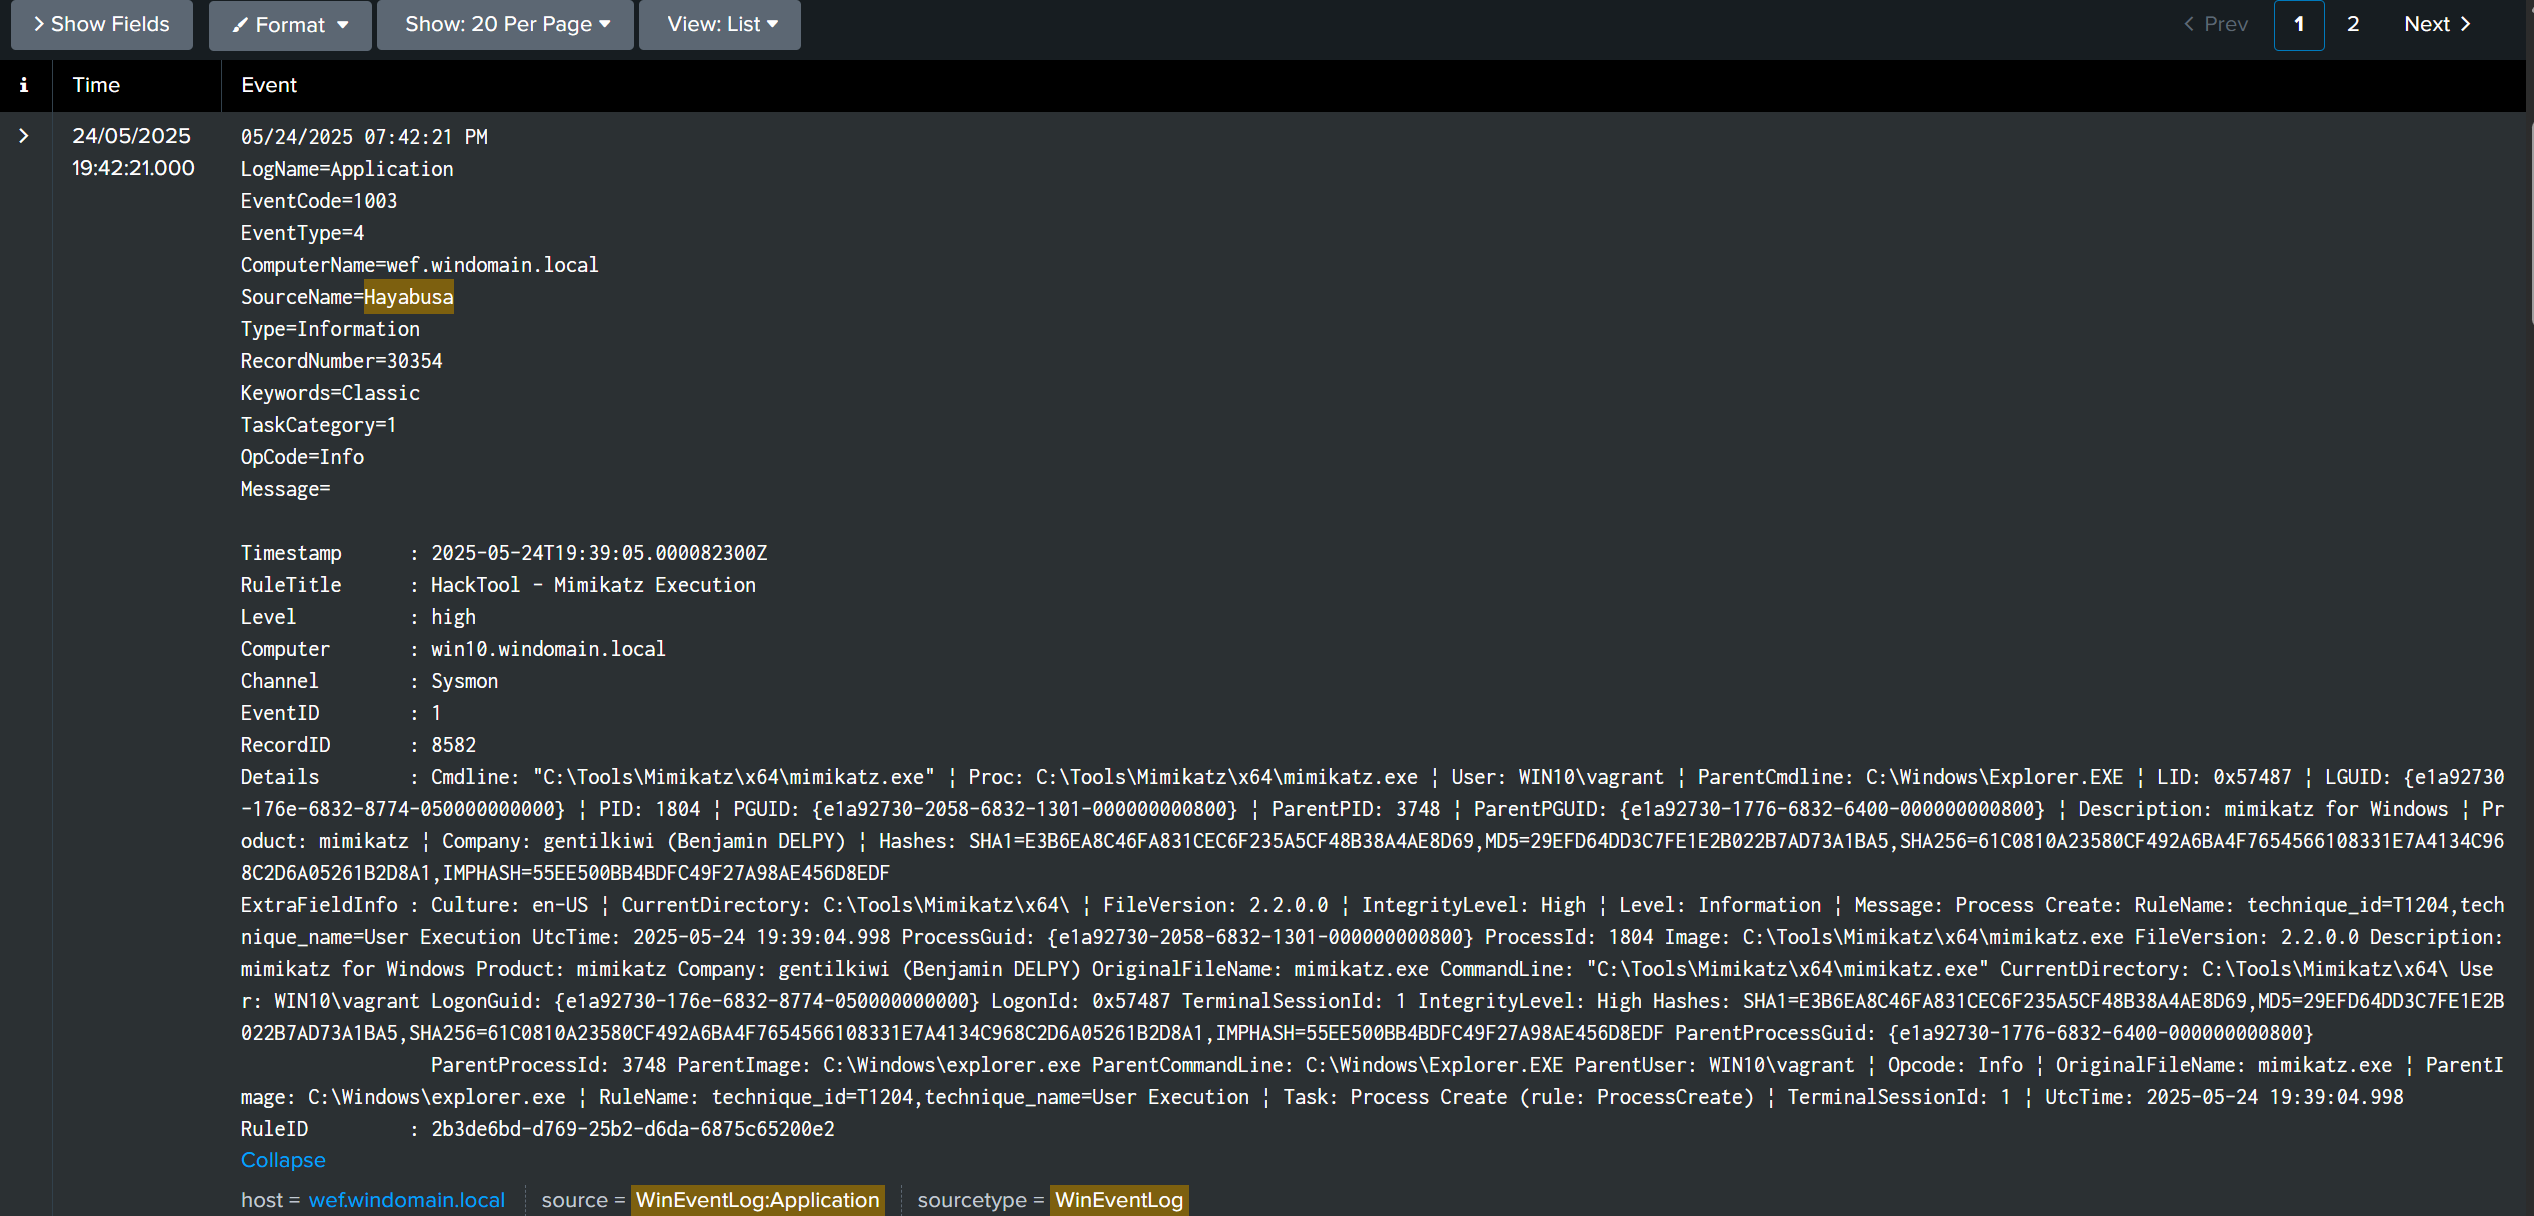 Show Fields Format Show: 20 Per Page View: List Prev 1 2 Next
i Time Event
24/05/2025 05/24/2025 07:42:21 PM
19:42:21.000 LogName=Application
EventCode=1003
EventType=4
ComputerName=wef.windomain.local
SourceName=Hayabusa
Type=Information
RecordNumber=30354
Keywords=Classic
TaskCategory=1
OpCode=Info
Message=
Timestamp : 2025-05-24T19:39:05.000082300Z
RuleTitle : HackTool - Mimikatz Execution
Level : high
Computer : win10.windomain.local
Channel : Sysmon
EventID : 1
RecordID : 8582
Details : Cmdline: "C:\Tools\Mimikatz\x64\mimikatz.exe" ¦ Proc: C:\Tools\Mimikatz\x64\mimikatz.exe ¦ User: WIN10\vagrant ¦ ParentCmdline: C:\Windows\Explorer.EXE ¦ LID: 0x57487 ¦ LGUID: {e1a92730
-176e-6832-8774-050000000000} ¦ PID: 1804 ¦ PGUID: {e1a92730-2058-6832-1301-000000000800} ¦ ParentPID: 3748 ¦ ParentPGUID: {e1a92730-1776-6832-6400-000000000800} ¦ Description: mimikatz for Windows ¦ Pr
oduct: mimikatz ¦ Company: gentilkiwi (Benjamin DELPY) ¦ Hashes: SHA1=E3B6EA8C46FA831CEC6F235A5CF48B38A4AE8D69,MD5=29EFD64DD3C7FE1E2B022B7AD73A1BA5,SHA256=61C0810A23580CF492A6BA4F7654566108331E7A4134C96
8C2D6A05261B2D8A1,IMPHASH=55EE500BB4BDFC49F27A98AE456D8EDF
ExtraFieldInfo : Culture: en-US ¦ CurrentDirectory: C:\Tools\Mimikatz\x64\ ¦ FileVersion: 2.2.0.0 ¦ IntegrityLevel: High ¦ Level: Information ¦ Message: Process Create: RuleName: technique_id=T1204,tech
nique_name=User Execution UtcTime: 2025-05-24 19:39:04.998 ProcessGuid: {e1a92730-2058-6832-1301-000000000800} ProcessId: 1804 Image: C:\Tools\Mimikatz\x64\mimikatz.exe FileVersion: 2.2.0.0 Description:
mimikatz for Windows Product: mimikatz Company: gentilkiwi (Benjamin DELPY) OriginalFileName: mimikatz.exe CommandLine: "C:\Tools\Mimikatz\x64\mimikatz.exe" CurrentDirectory: C:\Tools\Mimikatz\x64\ Use
r: WIN10\vagrant LogonGuid: {e1a92730-176e-6832-8774-050000000000} LogonId: 0x57487 TerminalSessionId: 1 IntegrityLevel: High Hashes: SHA1=E3B6EA8C46FA831CEC6F235A5CF48B38A4AE8D69,MD5=29EFD64DD3C7FE1E2B
022B7AD73A1BA5,SHA256=61C0810A23580CF492A6BA4F7654566108331E7A4134C968C2D6A05261B2D8A1,IMPHASH=55EE500BB4BDFC49F27A98AE456D8EDF ParentProcessGuid: {e1a92730-1776-6832-6400-000000000800}
ParentProcessId: 3748 ParentImage: C:\Windows\explorer.exe ParentCommandLine: C:\Windows\Explorer.EXE ParentUser: WIN10\vagrant ¦ Opcode: Info ¦ OriginalFileName: mimikatz.exe ¦ ParentI
mage: C:\Windows\explorer.exe ¦ RuleName: technique_id=T1204,technique_name=User Execution ¦ Task: Process Create (rule: ProcessCreate) ¦ TerminalSessionId: 1 ¦ UtcTime: 2025-05-24 19:39:04.998
RuleID : 2b3de6bd-d769-25b2-d6da-6875c65200e2
Collapse
host = wef.windomain.local source = WinEventLog:Application sourcetype = WinEventLog